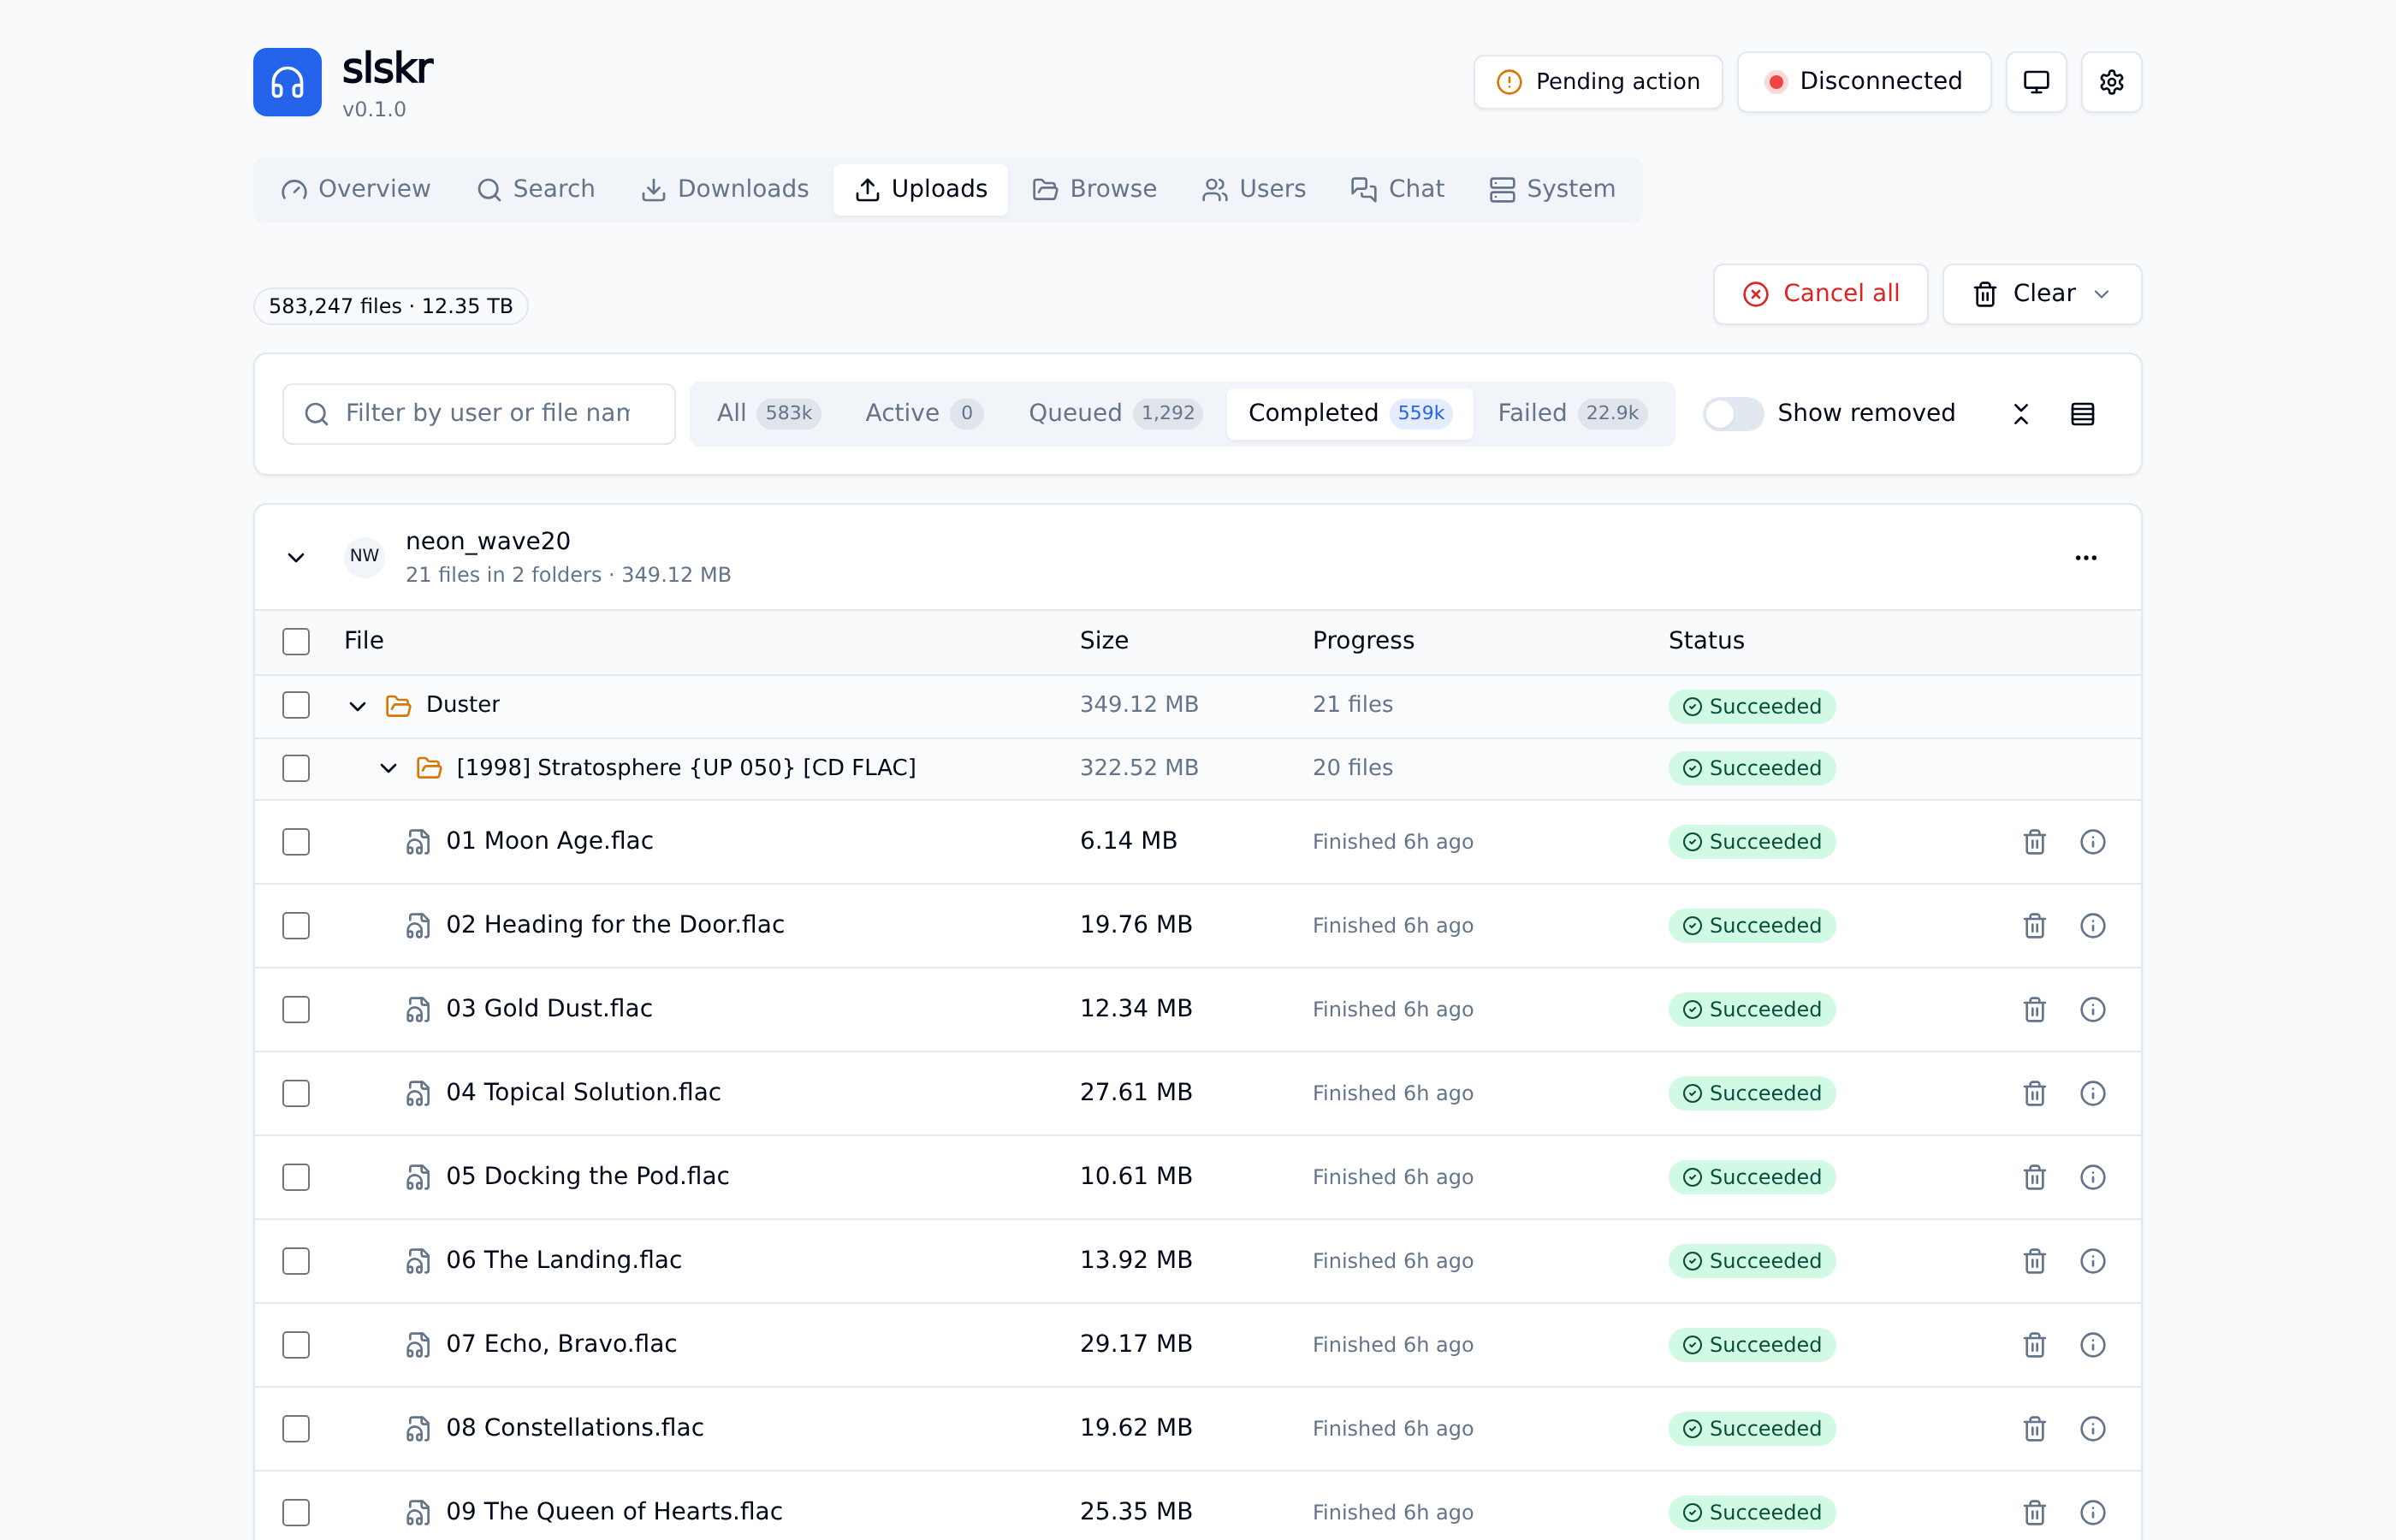 slskr
v0.1.0
Pending action
Disconnected
Overview
Search
Downloads
Uploads
Browse
Users
Chat
System
583,247 files · 12.35 TB
Cancel all
Clear
Filter by user or file nam
All 583k
Active 0
Queued 1,292
Completed 559k
Failed 22.9k
Show removed
NW
neon_wave20
21 files in 2 folders · 349.12 MB
File Size Progress Status
Duster 349.12 MB 21 files Succeeded
[1998] Stratosphere {UP 050} [CD FLAC] 322.52 MB 20 files Succeeded
01 Moon Age.flac 6.14 MB Finished 6h ago Succeeded
02 Heading for the Door.flac 19.76 MB Finished 6h ago Succeeded
03 Gold Dust.flac 12.34 MB Finished 6h ago Succeeded
04 Topical Solution.flac 27.61 MB Finished 6h ago Succeeded
05 Docking the Pod.flac 10.61 MB Finished 6h ago Succeeded
06 The Landing.flac 13.92 MB Finished 6h ago Succeeded
07 Echo, Bravo.flac 29.17 MB Finished 6h ago Succeeded
08 Constellations.flac 19.62 MB Finished 6h ago Succeeded
09 The Queen of Hearts.flac 25.35 MB Finished 6h ago Succeeded